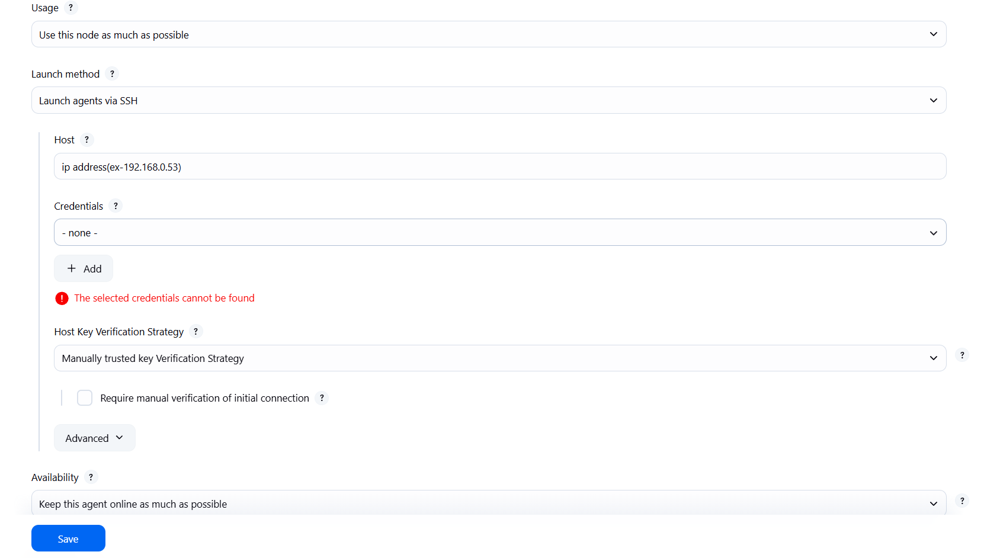 Usage ?
Use this node as much as possible
Launch method ?
Launch agents via SSH
Host ?
ip address(ex-192.168.0.53)
Credentials ?
- none -
+ Add
! The selected credentials cannot be found
Host Key Verification Strategy ?
Manually trusted key Verification Strategy
?
Require manual verification of initial connection ?
Advanced
Availability ?
Keep this agent online as much as possible
?
Save